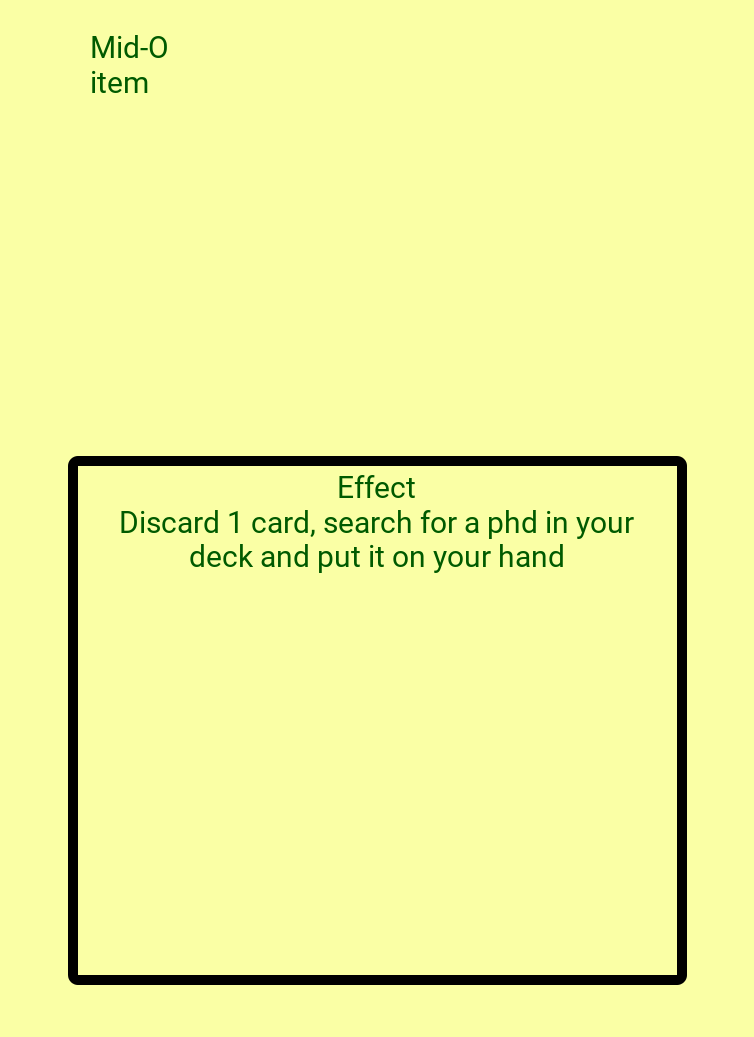 Mid-O
item
Effect
Discard 1 card, search for a phd in your
deck and put it on your hand